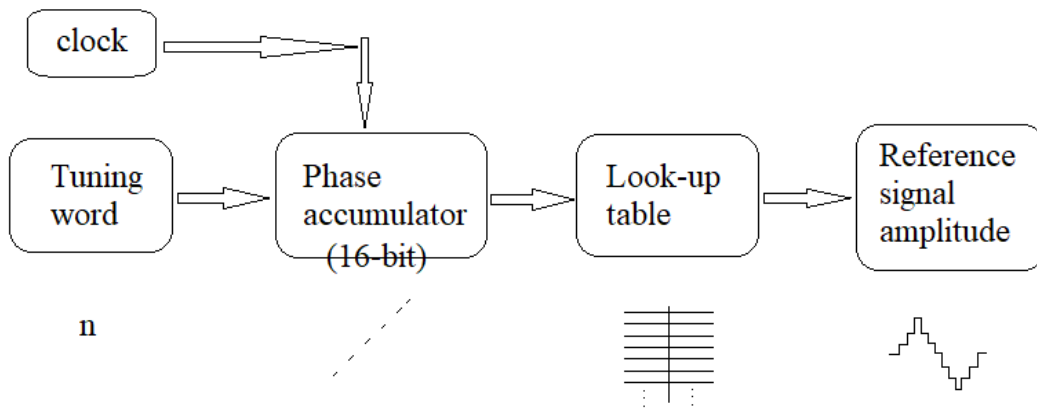 clock
Tuning
word
Phase
accumulator
(16-bit)
Look-up
table
Reference
signal
amplitude
n